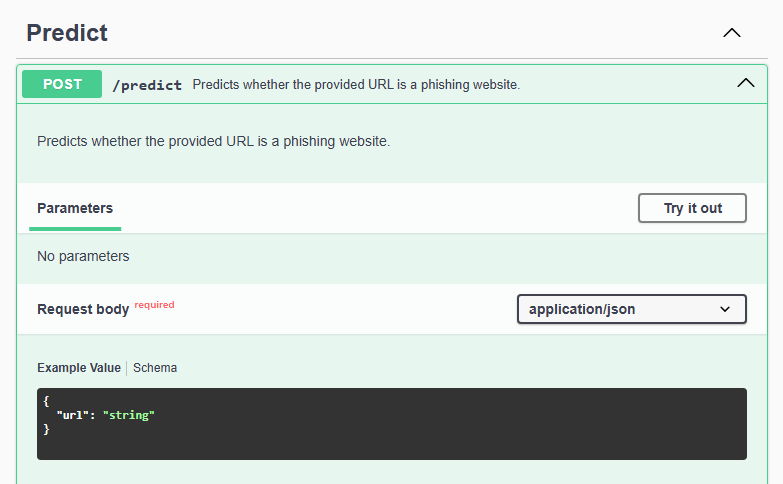 Predict
POST /predict Predicts whether the provided URL is a phishing website.
Predicts whether the provided URL is a phishing website.
Parameters Try it out
No parameters
Request body required application/json
Example Value Schema
{
"url": "string"
}